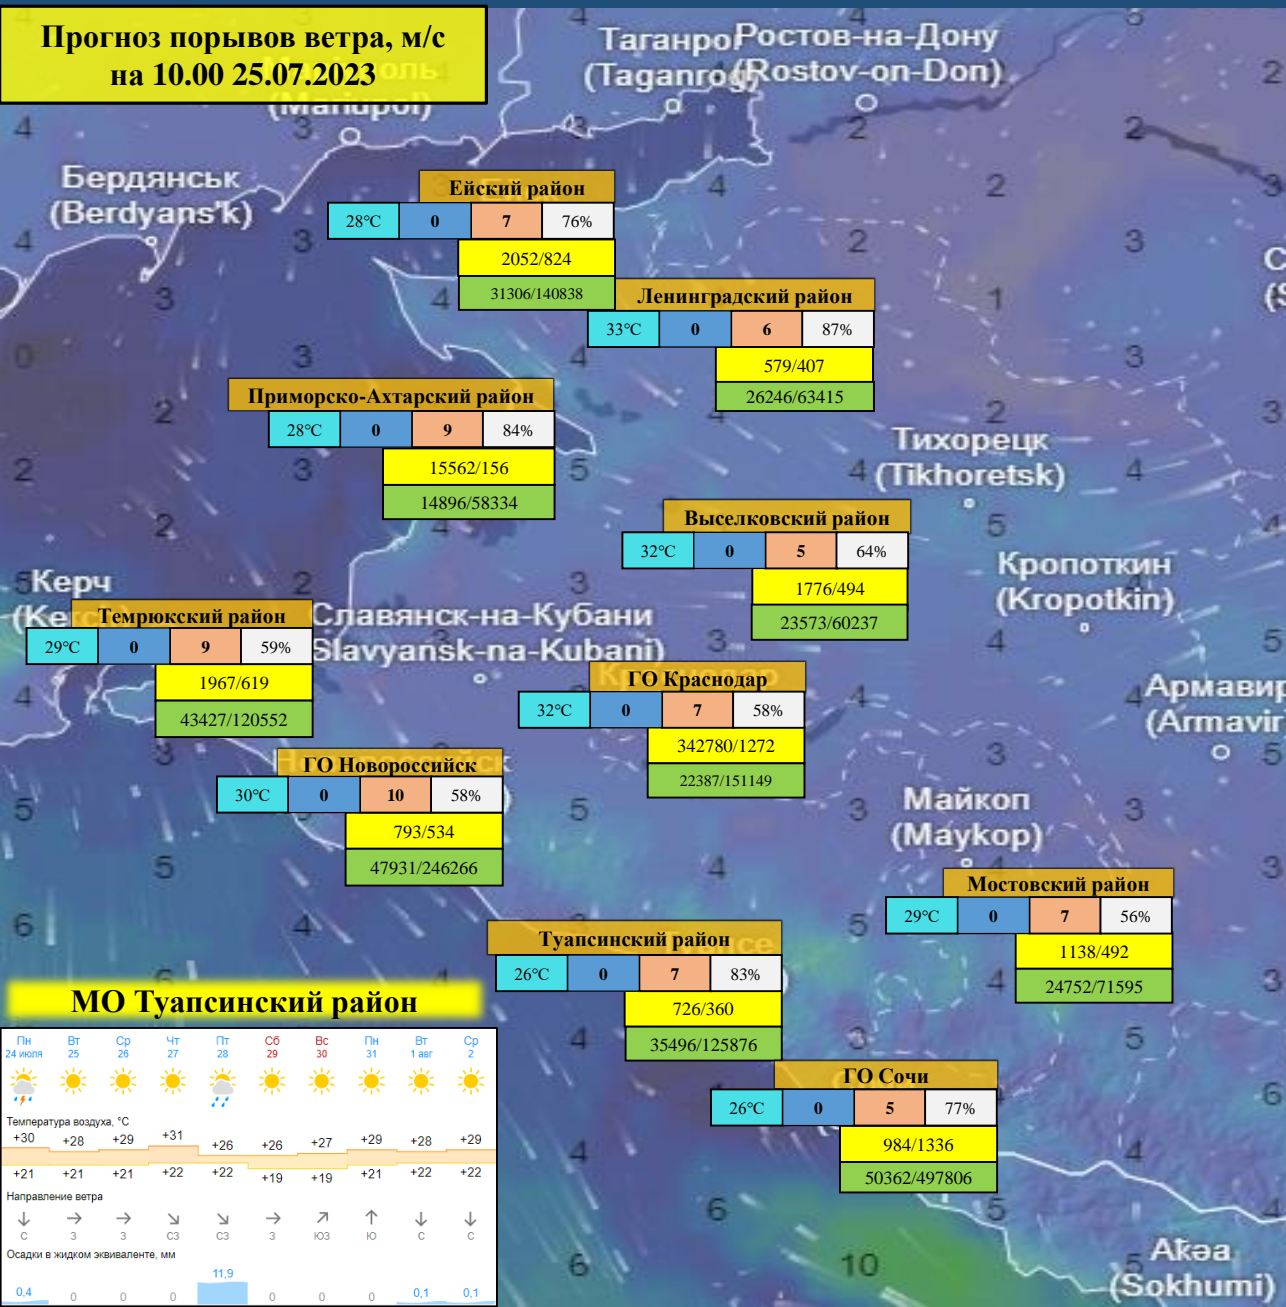 Прогноз порывов ветра, м/с
на 10.00 25.07.2023
Таганрог
(Taganrog)
Ростов-на-Дону
(Rostov-on-Don)
(Mariupol)
Бердянськ
(Berdyans'k)
Ейский район
28°C 0 7 76%
2052/824
31306/140838
Ленинградский район
33°C 0 6 87%
579/407
26246/63415
Приморско-Ахтарский район
28°C 0 9 84%
15562/156
14896/58334
Тихорецк
(Tikhoretsk)
Выселковский район
32°C 0 5 64%
1776/494
23573/60237
Кропоткин
(Kropotkin)
Керч
Темрюкский район
29°C 0 9 59%
1967/619
43427/120552
Славянск-на-Кубани
Slavyansk-na-Kubani)
ГО Краснодар
32°C 0 7 58%
342780/1272
22387/151149
Армавир
(Armavir
ГО Новороссийск
30°C 0 10 58%
793/534
47931/246266
Майкоп
(Maykop)
Мостовский район
29°C 0 7 56%
1138/492
24752/71595
Туапсинский район
26°C 0 7 83%
726/360
35496/125876
ГО Сочи
26°C 0 5 77%
984/1336
50362/497806
Аҟәа
(Sokhumi)
МО Туапсинский район
Пн Вт Ср Чт Пт Сб Вс Пн Вт Ср
24 июля 25 26 27 28 29 30 31 1 авг 2
Температура воздуха, °C
+30 +28 +29 +31 +26 +26 +27 +29 +28 +29
+21 +21 +21 +22 +22 +19 +19 +21 +22 +22
Направление ветра
С З З СЗ СЗ З ЮЗ Ю С С
Осадки в жидком эквиваленте, мм
0,4 0 0 0 11,9 0 0 0 0,1 0,1